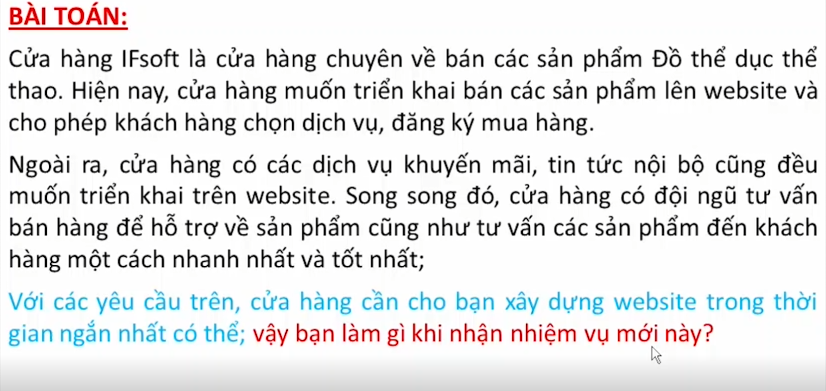 BÀI TOÁN:
Cửa hàng IFsoft là cửa hàng chuyên về bán các sản phẩm Đồ thể dục thể
thao. Hiện nay, cửa hàng muốn triển khai bán các sản phẩm lên website và
cho phép khách hàng chọn dịch vụ, đăng ký mua hàng.
Ngoài ra, cửa hàng có các dịch vụ khuyến mãi, tin tức nội bộ cũng đều
muốn triển khai trên website. Song song đó, cửa hàng có đội ngũ tư vấn
bán hàng để hỗ trợ về sản phẩm cũng như tư vấn các sản phẩm đến khách
hàng một cách nhanh nhất và tốt nhất;
Với các yêu cầu trên, cửa hàng cần cho bạn xây dựng website trong thời
gian ngắn nhất có thể; vậy bạn làm gì khi nhận nhiệm vụ mới này?